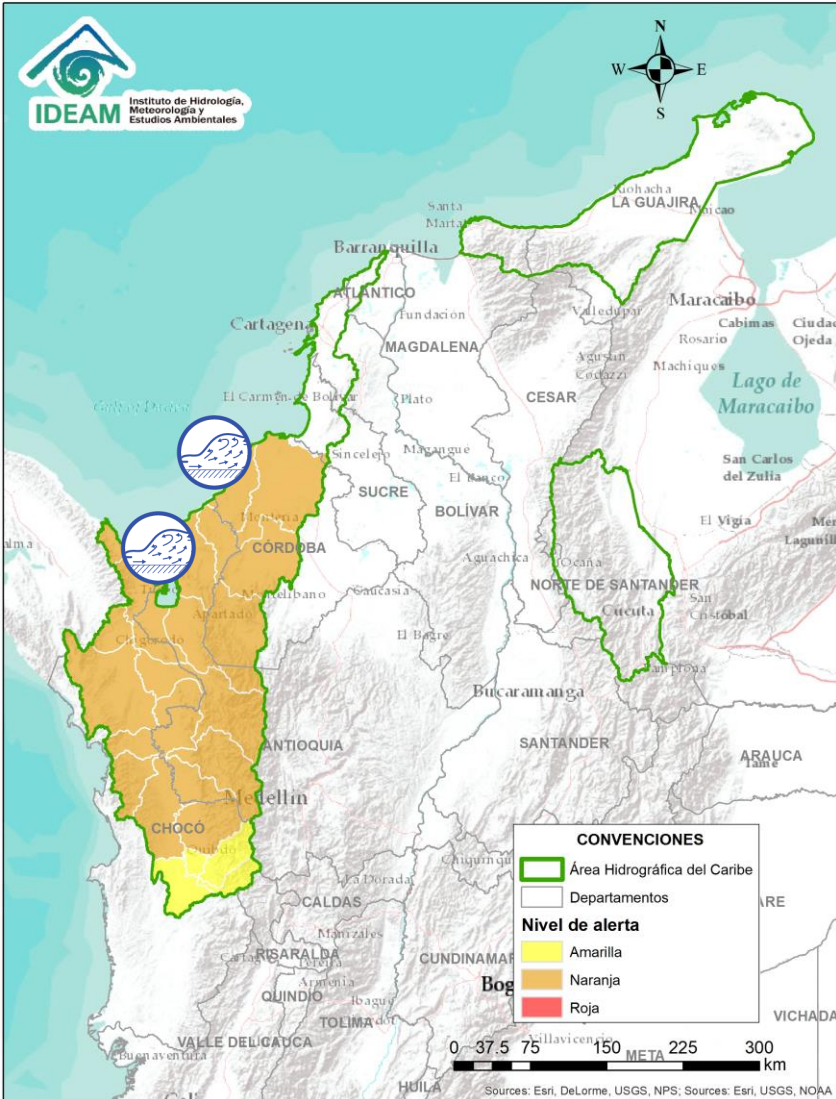 IDEAM
Instituto de Hidrología,
Meteorología y
Estudios Ambientales
N
W
E
S
Riohacha
LA GUAJIRA
Maicao
Santa
Marta
Barranquilla
ATLÁNTICO
Maracaibo
Cartagena
Fundación
Valledupar
Cabimas
Ciudad
Ojeda
Rosario
MAGDALENA
Agustín
Codazzi
Machiques
Lago de
Maracaibo
El Carmen de Bolívar
Plato
CESAR
Sincelejo
Magangué
San Carlos
del Zulia
El Banco
SUCRE
BOLÍVAR
El Vigía
Montería
CÓRDOBA
Aguachica
Ocaña
NORTE DE SANTANDER
Montelíbano
Caucasia
Cúcuta
San
Cristóbal
Apartadó
Chigorodó
El Bagre
Pamplona
Bucaramanga
ANTIOQUIA
SANTANDER
ARAUCA
Tame
Medellín
CHOCÓ
Quibdó
La Dorada
CALDAS
Manizales
RISARALDA
Pereira
CUNDINAMAR
Armenia
QUINDÍO
Ibagué
Bog
TOLIMA
VICHADA
VALLE DEL CAUCA
Villavicencio
Buenaventura
META
HUILA
CONVENCIONES
Área Hidrográfica del Caribe
Departamentos
Nivel de alerta
Amarilla
Naranja
Roja
0 37.5 75 150 225 300
km
Sources: Esri, DeLorme, USGS, NPS; Sources: Esri, USGS, NOAA